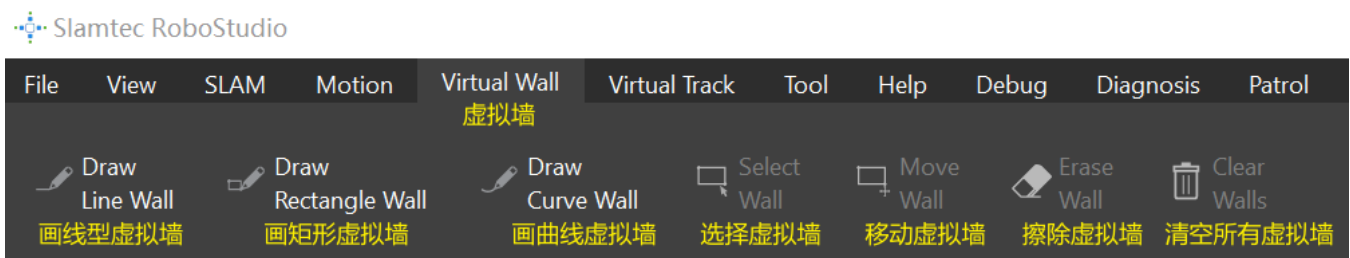 Slamtec RoboStudio
File View SLAM Motion Virtual Wall Virtual Track Tool Help Debug Diagnosis Patrol
虚拟墙
Draw Line Wall
画线型虚拟墙
Draw Rectangle Wall
画矩形虚拟墙
Draw Curve Wall
画曲线虚拟墙
Select Wall
选择虚拟墙
Move Wall
移动虚拟墙
Erase Wall
擦除虚拟墙
Clear Walls
清空所有虚拟墙